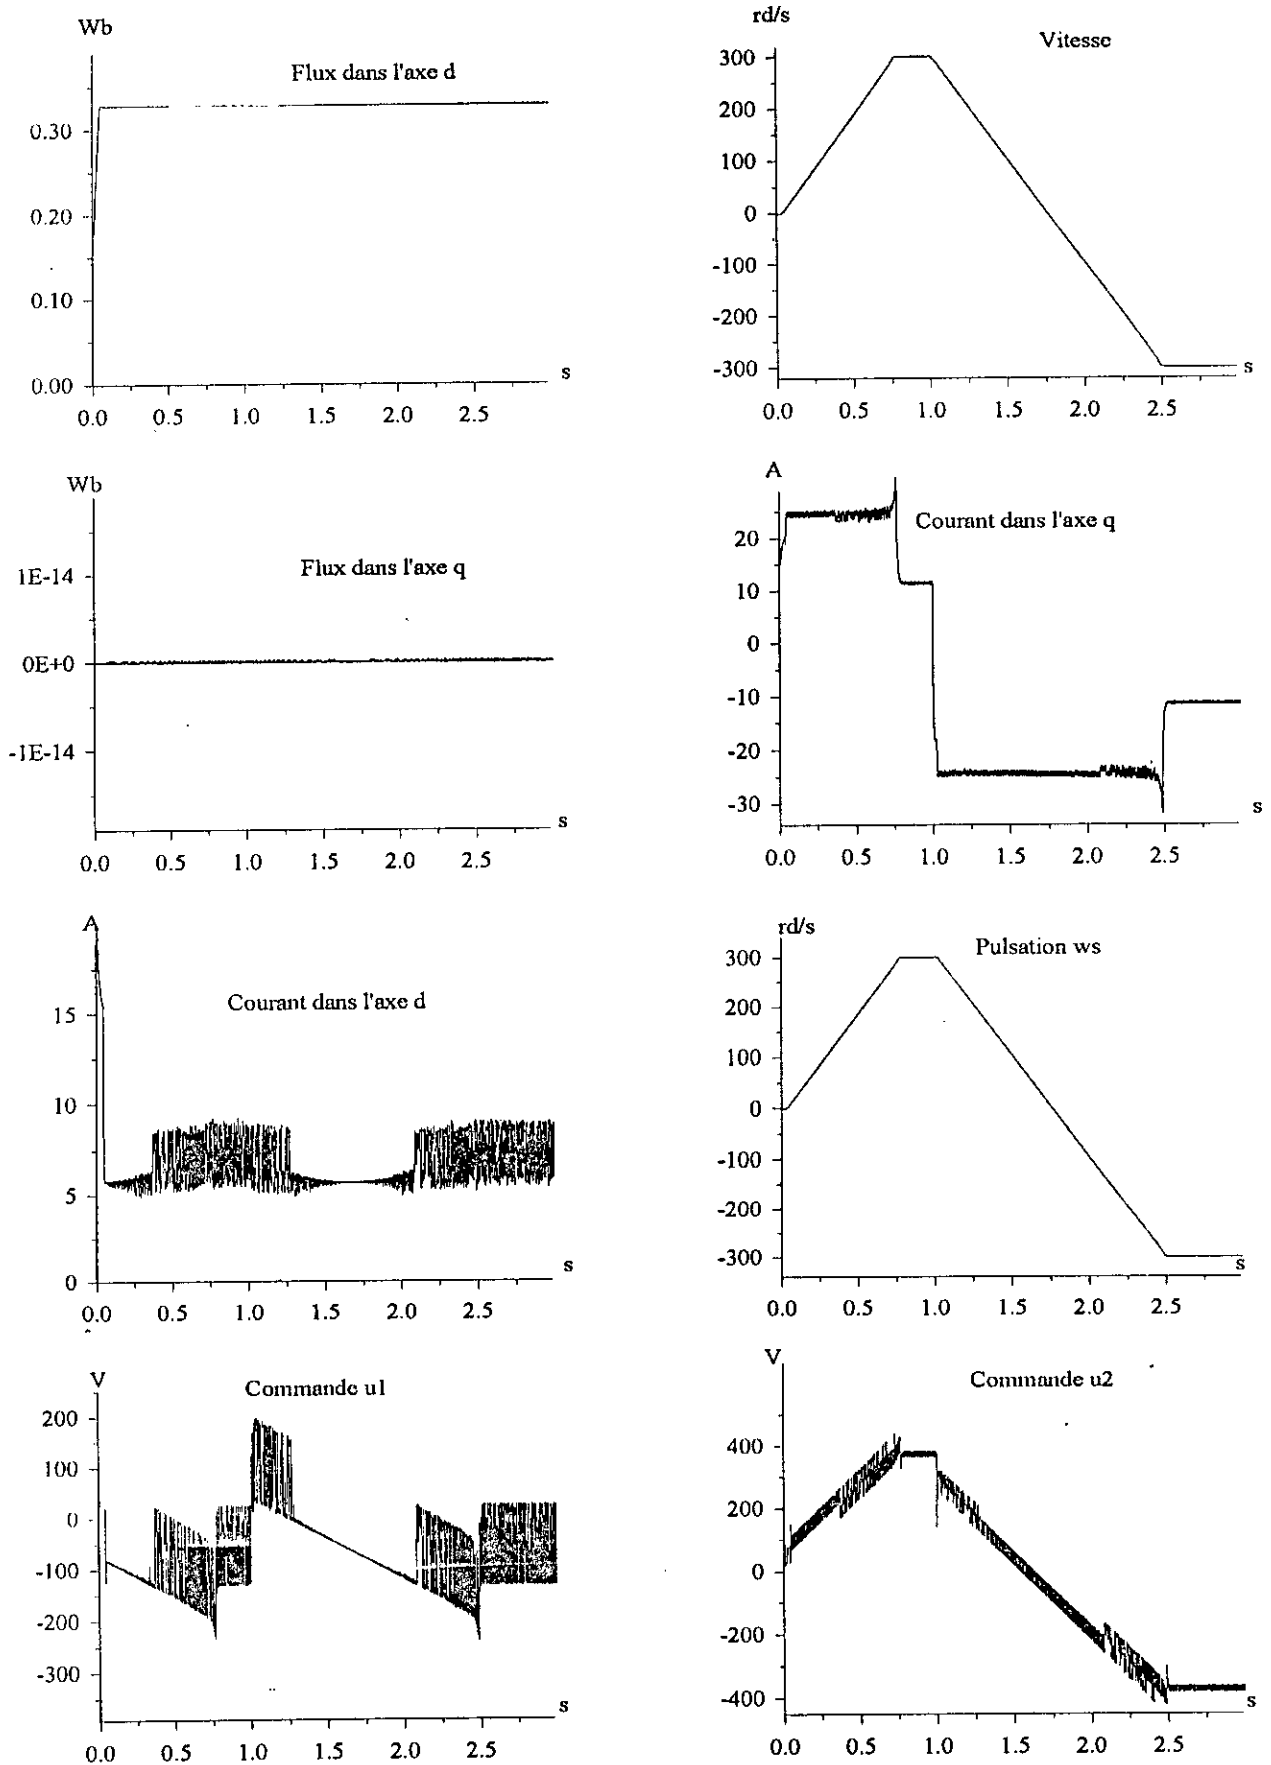 Wb
Flux dans l'axe d
0.30
0.20
0.10
0.00
s
0.0 0.5 1.0 1.5 2.0 2.5
rd/s
Vitesse
300
200
100
0
-100
-200
-300
s
0.0 0.5 1.0 1.5 2.0 2.5
Wb
Flux dans l'axe q
1E-14
0E+0
-1E-14
s
0.0 0.5 1.0 1.5 2.0 2.5
A
Courant dans l'axe q
20
10
0
-10
-20
-30
s
0.0 0.5 1.0 1.5 2.0 2.5
A
Courant dans l'axe d
15
10
5
0
s
0.0 0.5 1.0 1.5 2.0 2.5
rd/s
Pulsation ws
300
200
100
0
-100
-200
-300
s
0.0 0.5 1.0 1.5 2.0 2.5
V
Commande u1
200
100
0
-100
-200
-300
s
0.0 0.5 1.0 1.5 2.0 2.5
V
Commande u2
400
200
0
-200
-400
s
0.0 0.5 1.0 1.5 2.0 2.5